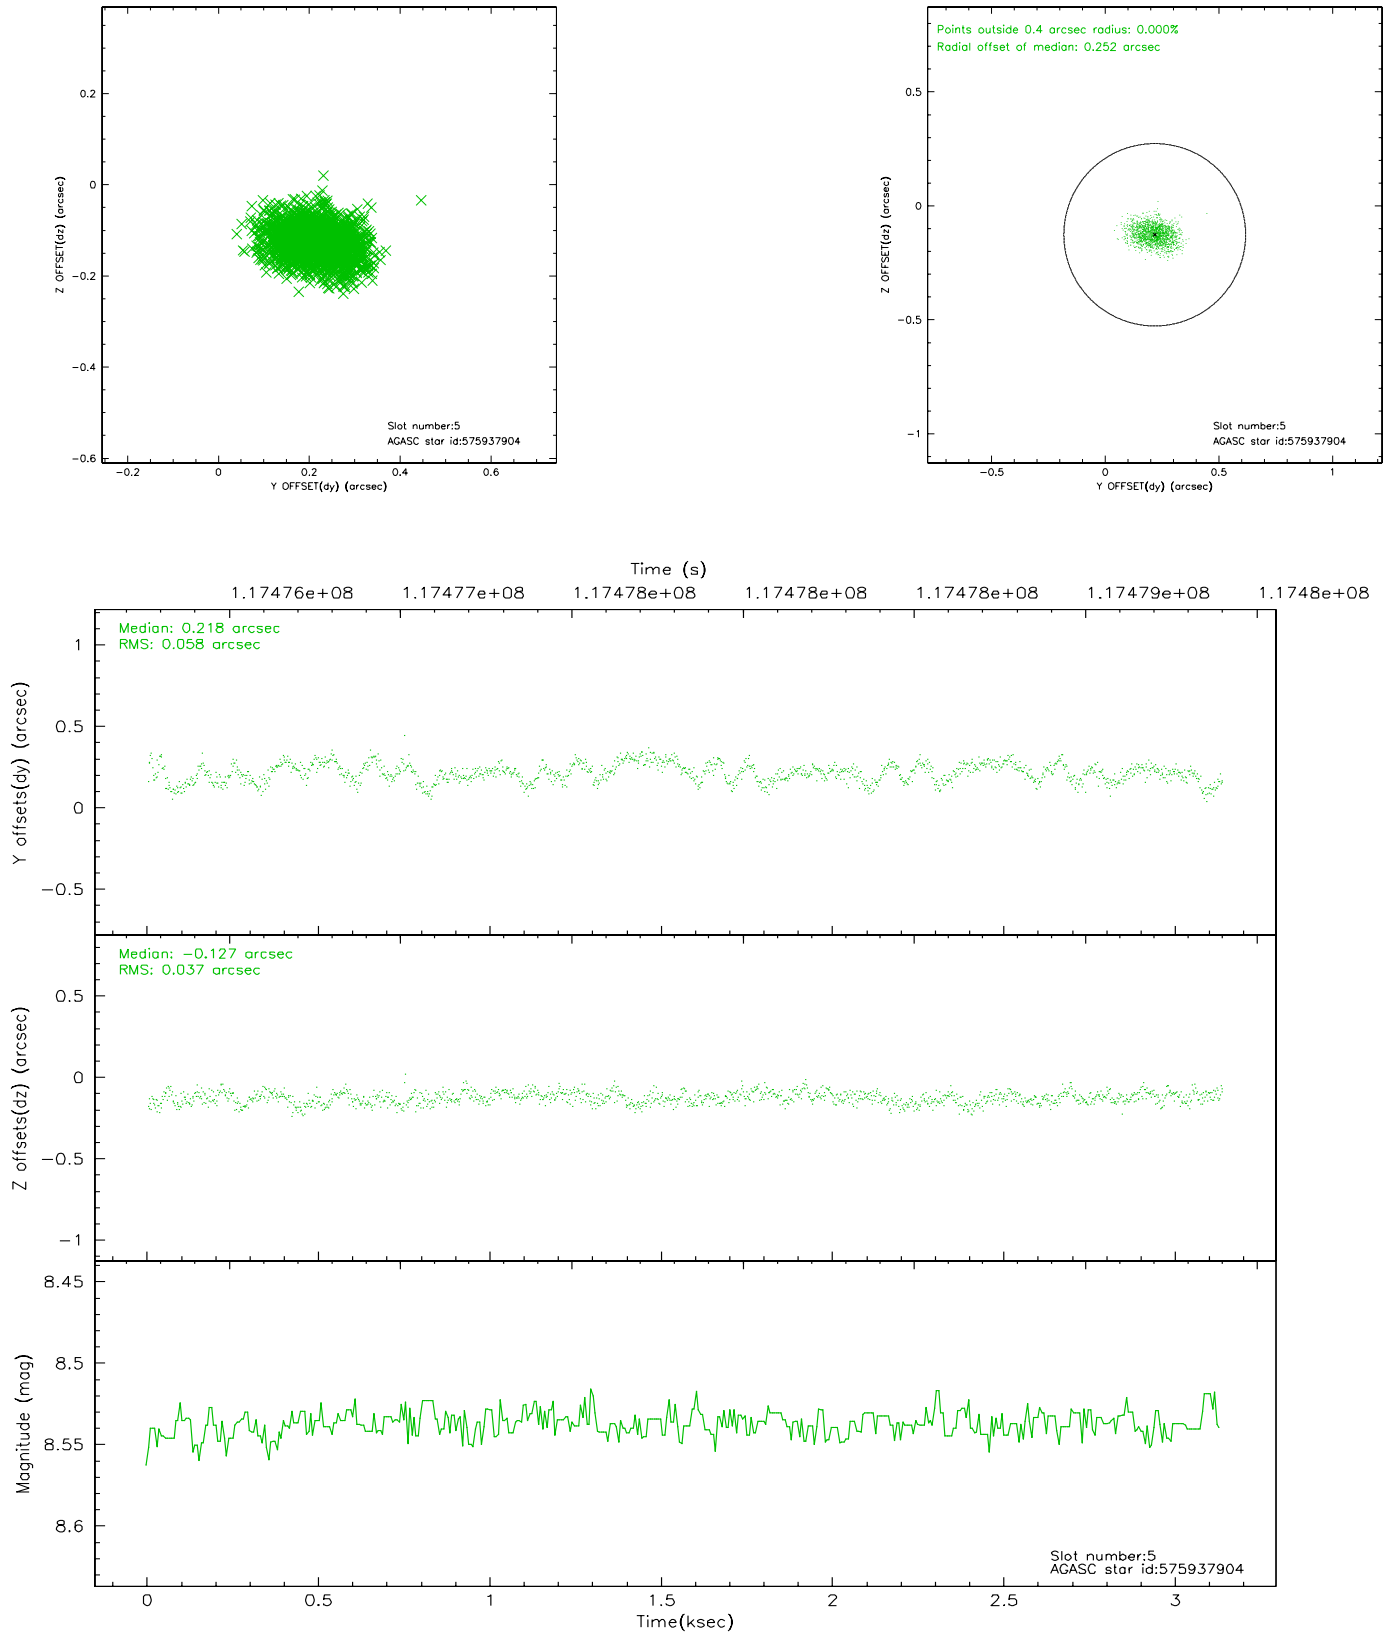 0.2
0
-0.2
-0.4
-0.6
-0.2 0 0.2 0.4 0.6
Z OFFSET(dz) (arcsec)
Y OFFSET(dy) (arcsec)
Slot number:5
AGASC star id:575937904
Points outside 0.4 arcsec radius: 0.000%
Radial offset of median: 0.252 arcsec
0.5
0
-0.5
-1
-0.5 0 0.5 1
Z OFFSET(dz) (arcsec)
Y OFFSET(dy) (arcsec)
Slot number:5
AGASC star id:575937904
Time (s)
1.17476e+08 1.17477e+08 1.17478e+08 1.17478e+08 1.17478e+08 1.17479e+08 1.1748e+08
Median: 0.218 arcsec
RMS: 0.058 arcsec
1
0.5
0
-0.5
Y offsets(dy) (arcsec)
Median: -0.127 arcsec
RMS: 0.037 arcsec
0.5
0
-0.5
-1
Z offsets(dz) (arcsec)
8.45
8.5
8.55
8.6
Magnitude (mag)
Slot number:5
AGASC star id:575937904
0 0.5 1 1.5 2 2.5 3
Time(ksec)